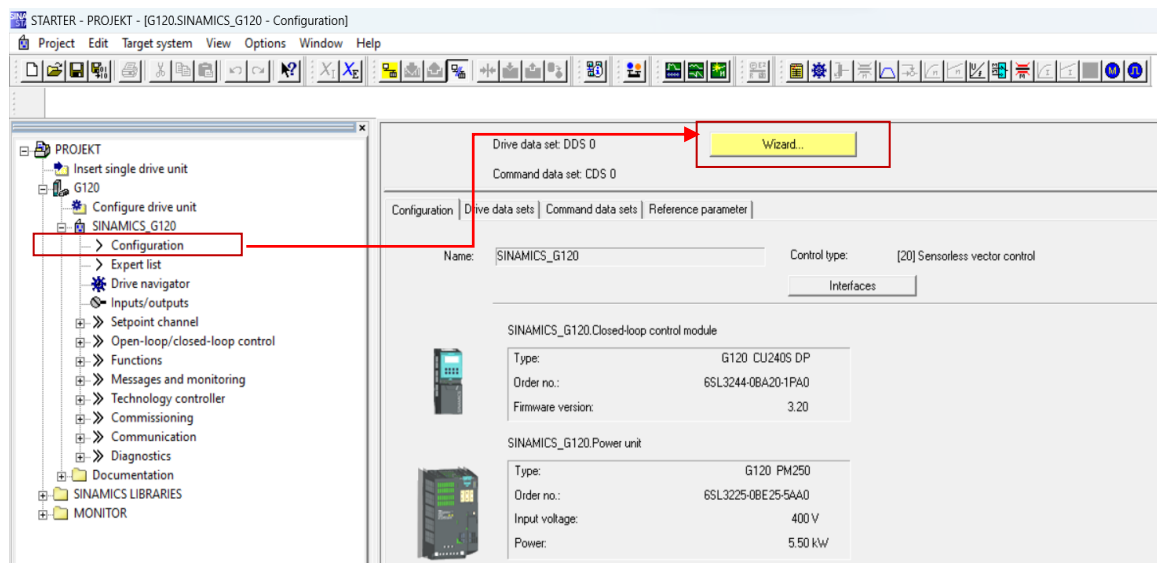 STARTER - PROJEKT - [G120.SINAMICS_G120 - Configuration]
Project Edit Target system View Options Window Help
PROJEKT
Insert single drive unit
G120
Configure drive unit
SINAMICS_G120
Configuration
Expert list
Drive navigator
Inputs/outputs
Setpoint channel
Open-loop/closed-loop control
Functions
Messages and monitoring
Technology controller
Commissioning
Communication
Diagnostics
Documentation
SINAMICS LIBRARIES
MONITOR
Drive data set: DDS 0
Wizard...
Command data set: CDS 0
Configuration Drive data sets Command data sets Reference parameter
Name: SINAMICS_G120 Control type: [20] Sensorless vector control
Interfaces
SINAMICS_G120.Closed-loop control module
Type: G120 CU240S DP
Order no.: 6SL3244-0BA20-1PA0
Firmware version: 3.20
SINAMICS_G120.Power unit
Type: G120 PM250
Order no.: 6SL3225-0BE25-5AA0
Input voltage: 400 V
Power: 5.50 kW